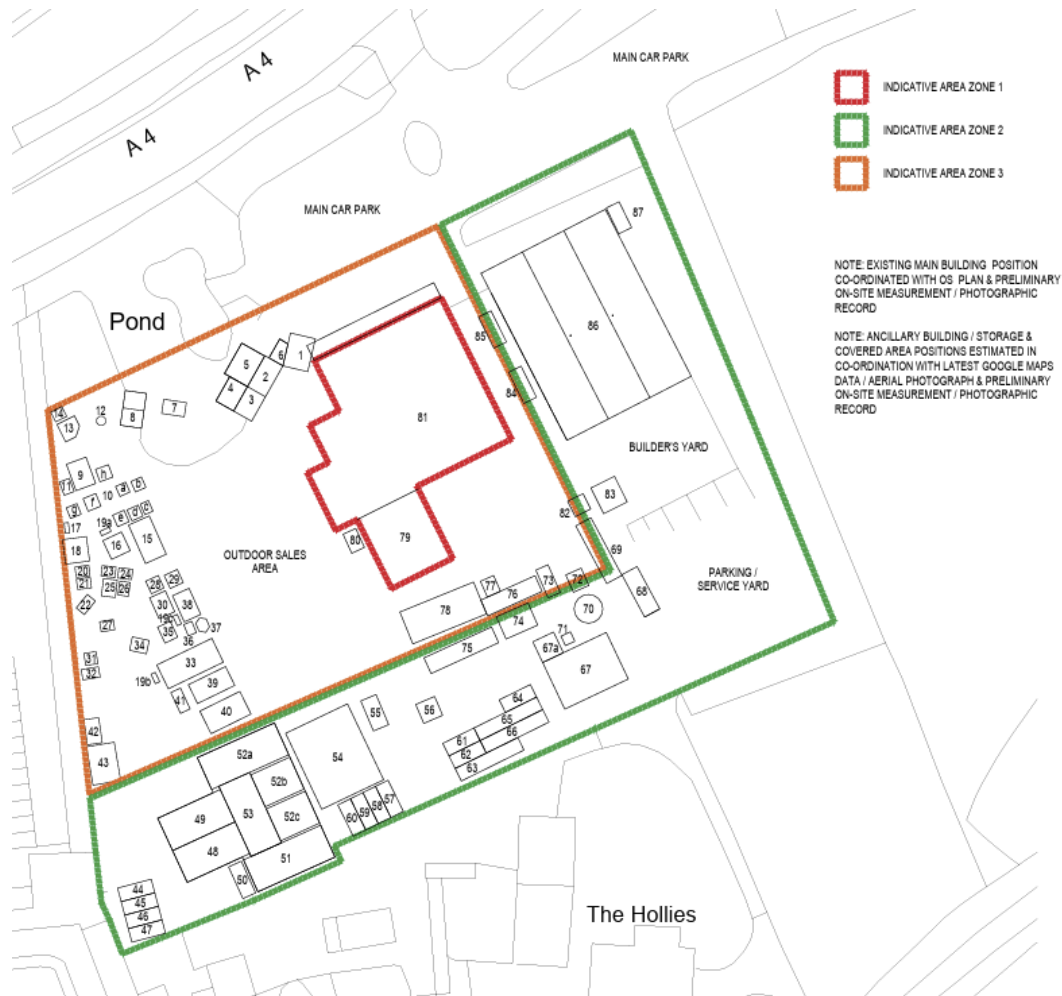 A 4
MAIN CAR PARK
INDICATIVE AREA ZONE 1
A 4
INDICATIVE AREA ZONE 2
INDICATIVE AREA ZONE 3
MAIN CAR PARK
87
NOTE: EXISTING MAIN BUILDING POSITION
CO-ORDINATED WITH OS PLAN & PRELIMINARY
ON-SITE MEASUREMENT / PHOTOGRAPHIC
RECORD
NOTE: ANCILLARY BUILDING / STORAGE &
COVERED AREA POSITIONS ESTIMATED IN
CO-ORDINATION WITH LATEST GOOGLE MAPS
DATA / AERIAL PHOTOGRAPH & PRELIMINARY
ON-SITE MEASUREMENT / PHOTOGRAPHIC
RECORD
Pond
86
85
6
1
5
2
4
3
84
7
8
12
14
13
81
BUILDER'S YARD
9
h
11
10
a
b
f
g
82
83
17
19a
e
d
c
15
16
18
80
79
OUTDOOR SALES
AREA
69
20
23
24
21
25
26
28
29
77
76
73
72
PARKING /
SERVICE YARD
22
30
38
78
68
70
27
19c
35
36
37
74
71
34
67a
75
67
31
32
33
19b
39
41
40
55
56
64
65
66
61
62
63
42
43
52a
54
52b
53
52c
49
48
51
50
60
59
58
57
44
45
46
47
The Hollies